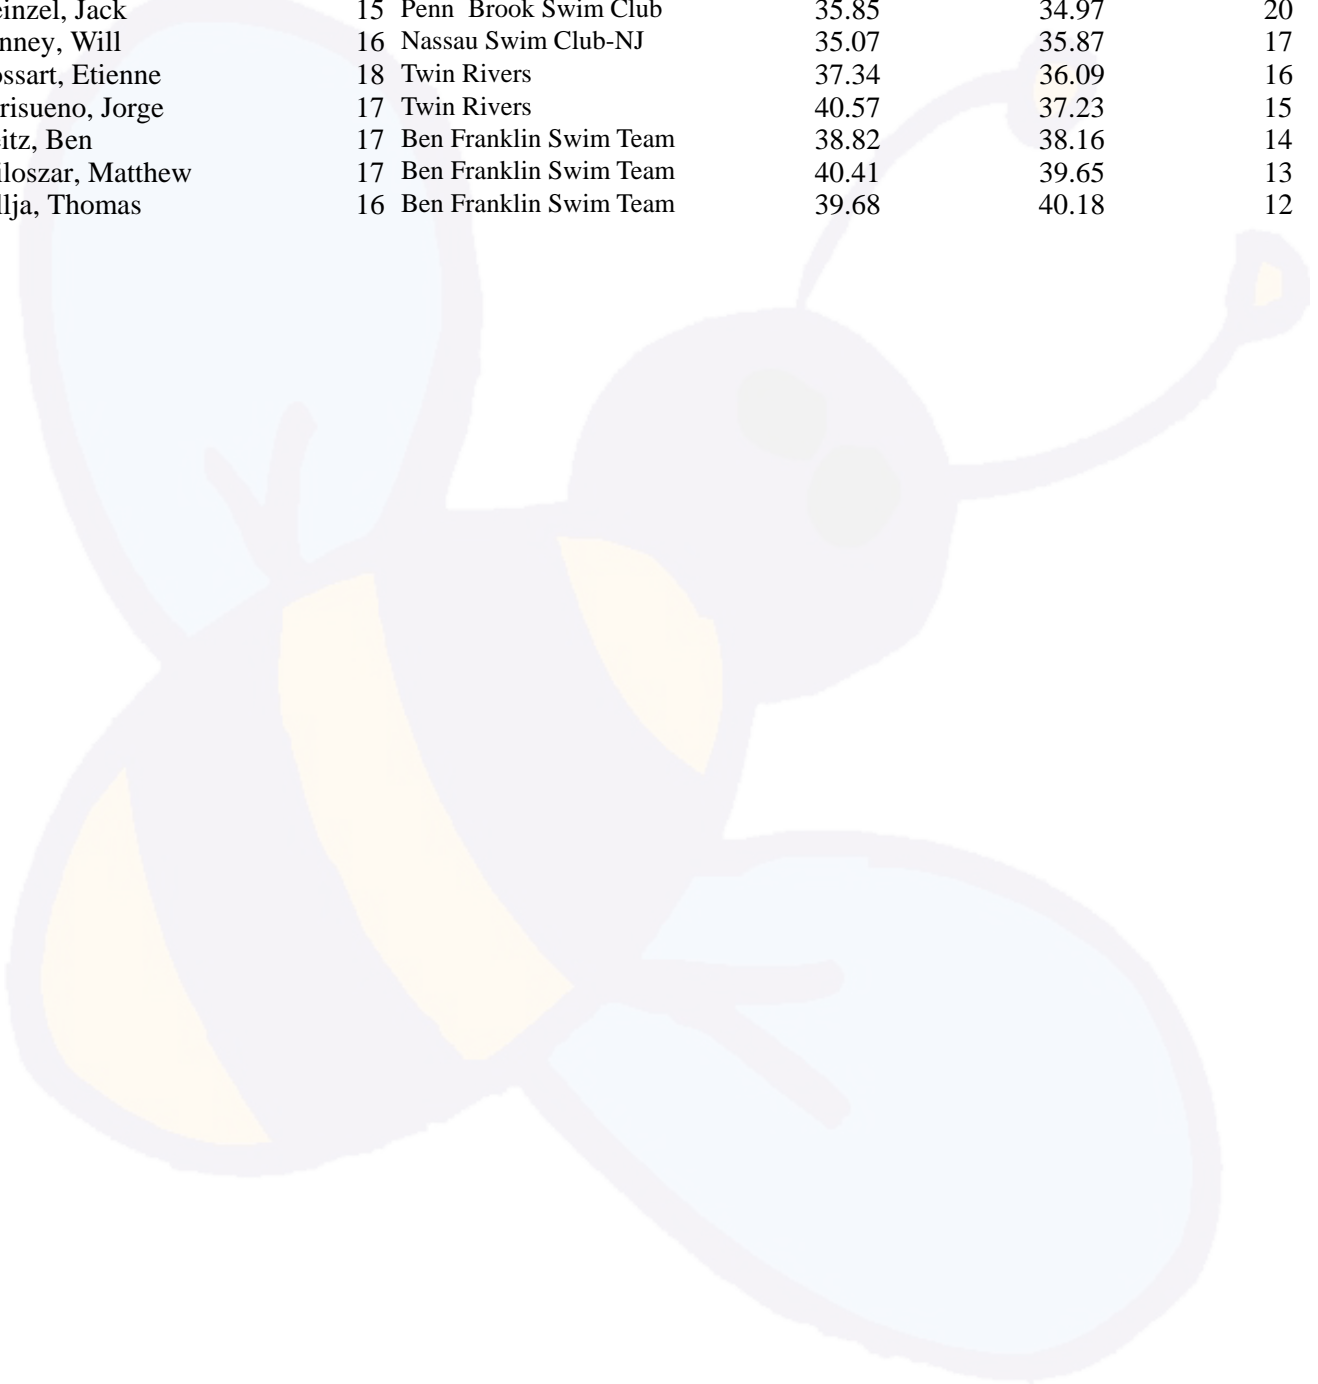 einzel, Jack 15 Penn Brook Swim Club 35.85 34.97 20
nney, Will 16 Nassau Swim Club-NJ 35.07 35.87 17
ossart, Etienne 18 Twin Rivers 37.34 36.09 16
risueno, Jorge 17 Twin Rivers 40.57 37.23 15
eitz, Ben 17 Ben Franklin Swim Team 38.82 38.16 14
iloszar, Matthew 17 Ben Franklin Swim Team 40.41 39.65 13
llja, Thomas 16 Ben Franklin Swim Team 39.68 40.18 12